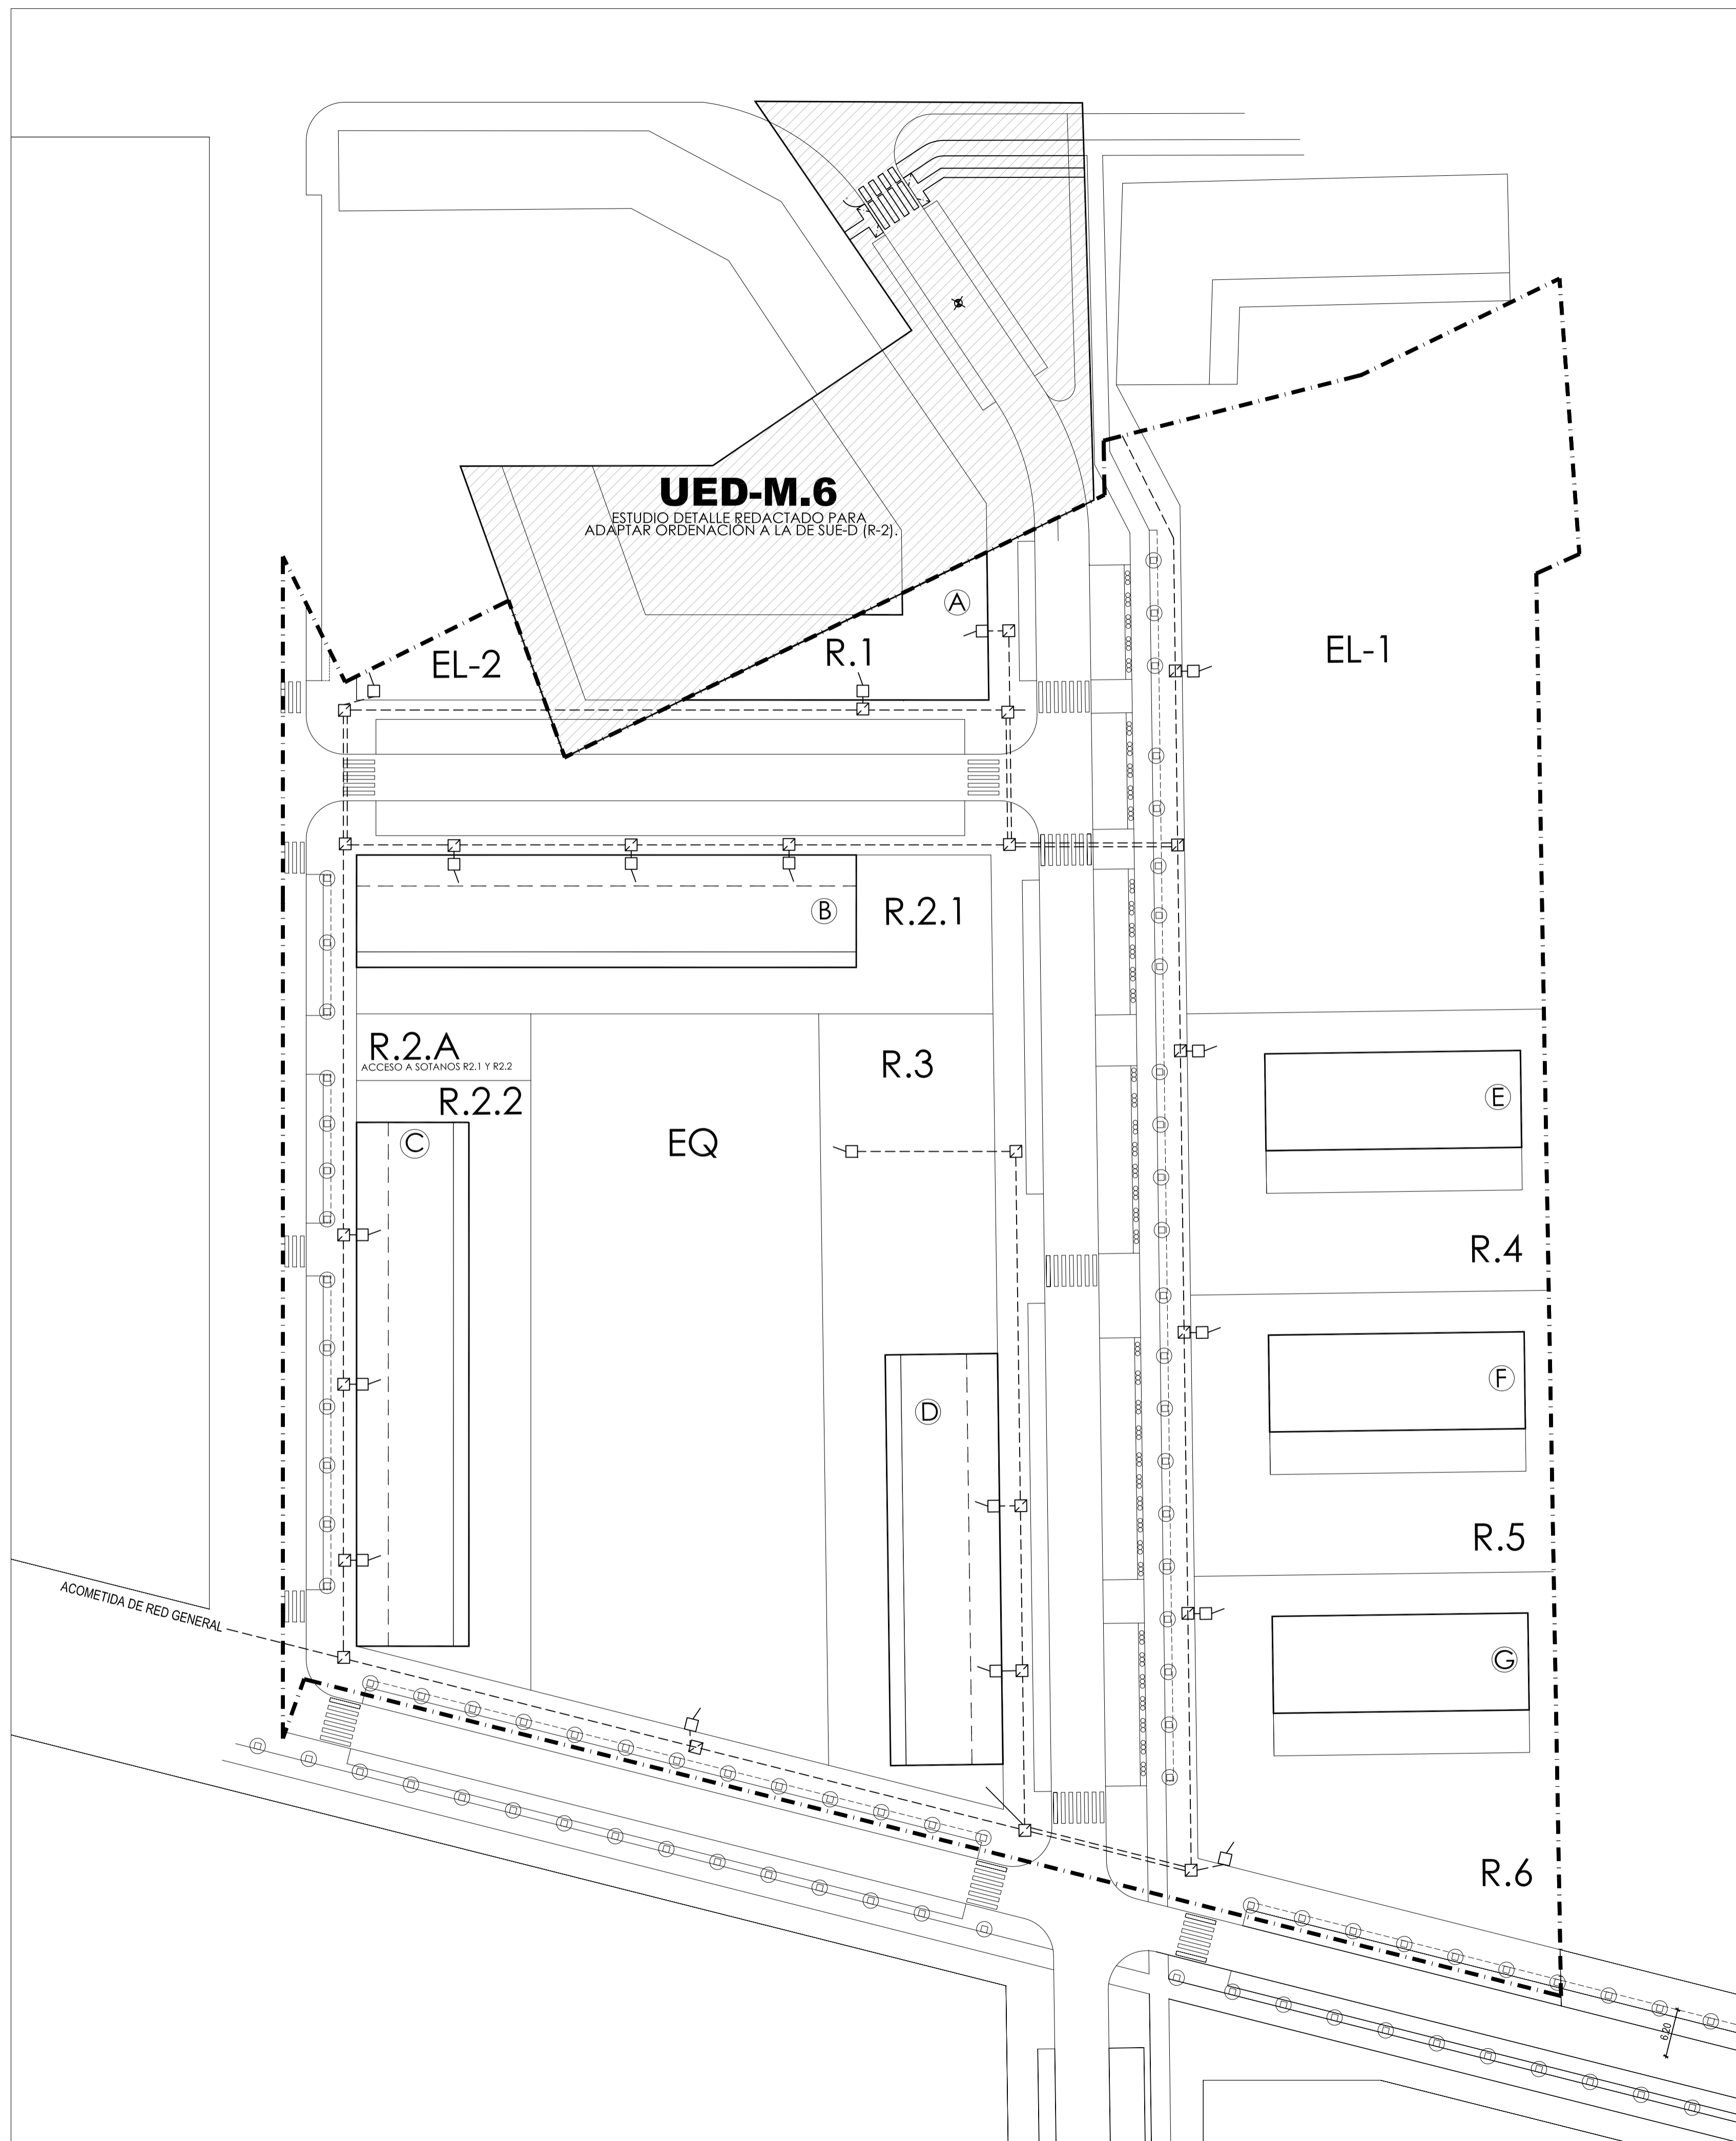 UED-M.6
ESTUDIO DETALLE REDACTADO PARA
ADAPTAR ORDENACIÓN A LA DE SUE-D (R-2).
A
R.1
EL-2
EL-1
B
R.2.1
R.2.A
ACCESO A SOTANOS R2.1 Y R2.2
R.2.2
R.3
E
C
EQ
R.4
F
D
R.5
ACOMETIDA DE RED GENERAL
G
R.6
6.20